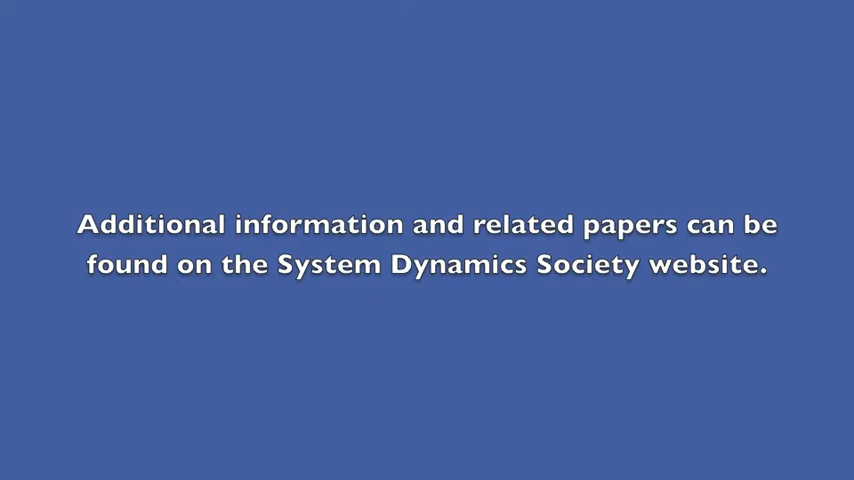 Additional information and related papers can be
found on the System Dynamics Society website.